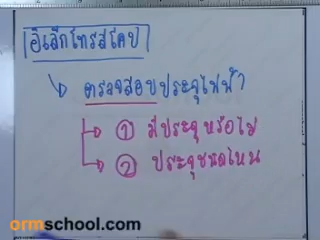 อิเล็กโทรสโคป
ตรวจสอบประจุไฟฟ้า
① มีประจุหรือไม่
② ประจุชนิดไหน
ormschool.com